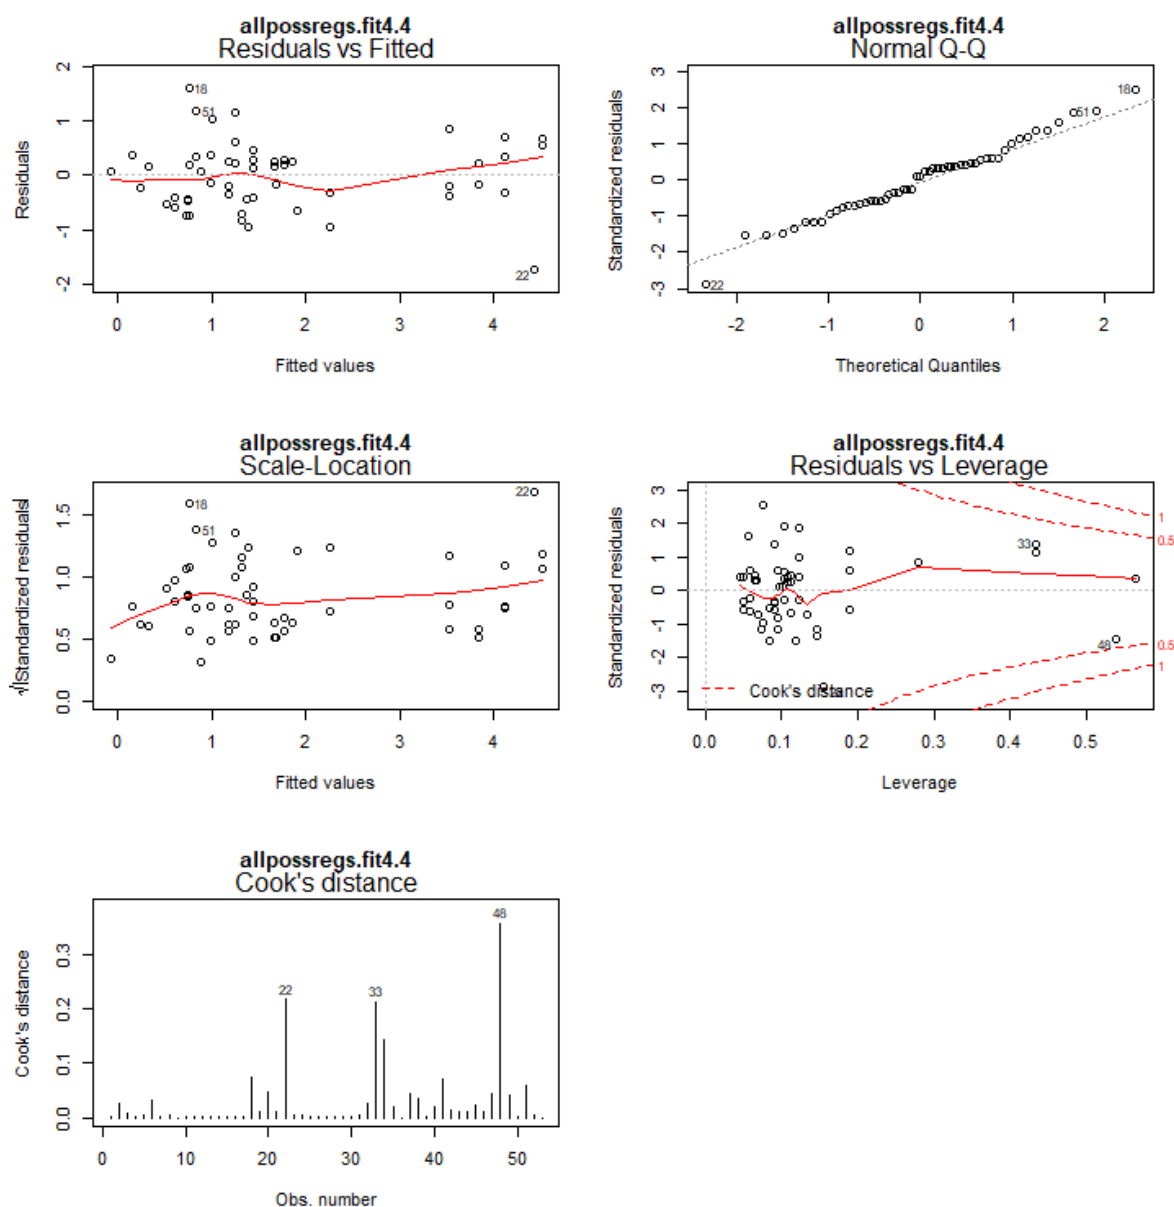 allpossregs.fit4.4
Residuals vs Fitted
Residuals
2
1
0
-1
-2
18
51
22
0 1 2 3 4
Fitted values
allpossregs.fit4.4
Normal Q-Q
Standardized residuals
3
2
1
0
-1
-2
-3
18
51
22
-2 -1 0 1 2
Theoretical Quantiles
allpossregs.fit4.4
Scale-Location
√|Standardized residuals|
1.5
1.0
0.5
0.0
18
51
22
0 1 2 3 4
Fitted values
allpossregs.fit4.4
Residuals vs Leverage
Standardized residuals
3
2
1
0
-1
-2
-3
33
48
1
0.5
0.5
1
Cook's distance
0.0 0.1 0.2 0.3 0.4 0.5
Leverage
allpossregs.fit4.4
Cook's distance
Cook's distance
0.3
0.2
0.1
0.0
22
33
48
0 10 20 30 40 50
Obs. number